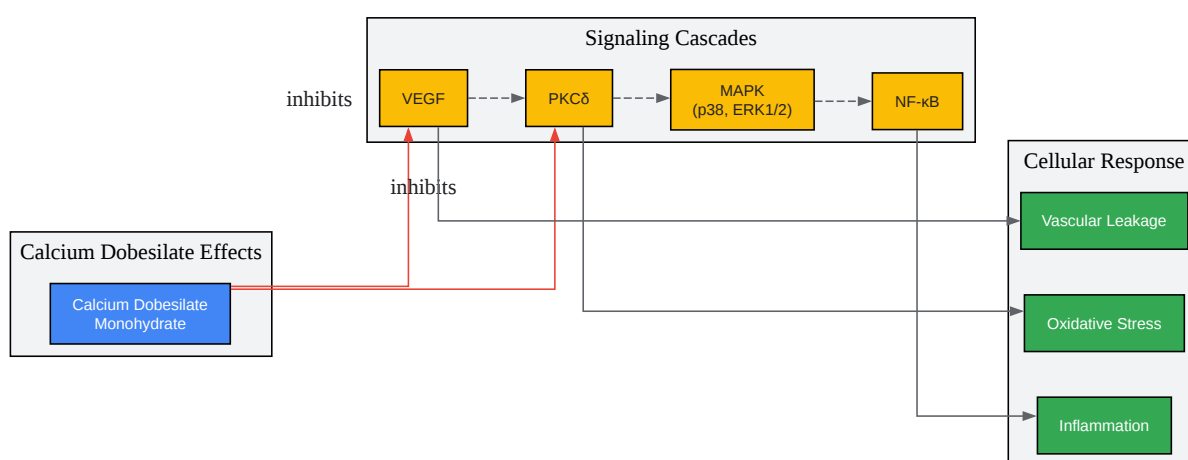 Signaling Cascades
VEGF
PKCδ
MAPK
(p38, ERK1/2)
NF-κB
inhibits
inhibits
Cellular Response
Vascular Leakage
Oxidative Stress
Inflammation
Calcium Dobesilate Effects
Calcium Dobesilate
Monohydrate